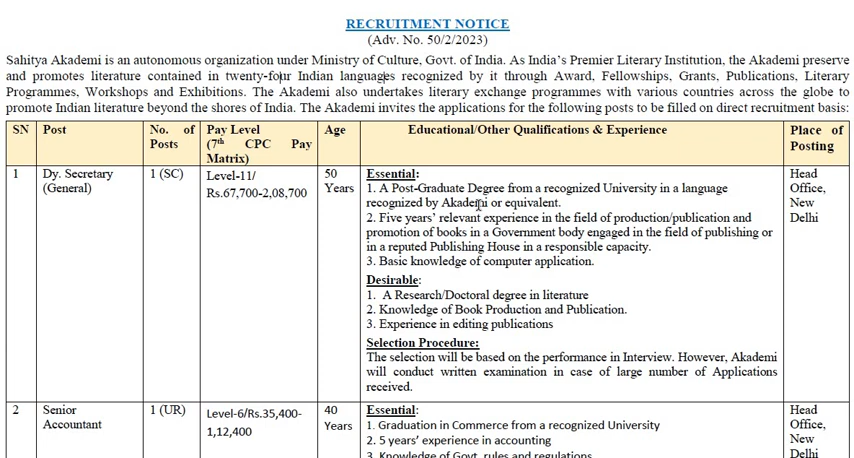 RECRUITMENT NOTICE
(Adv. No. 50/2/2023)
Sahitya Akademi is an autonomous organization under Ministry of Culture, Govt. of India. As India's Premier Literary Institution, the Akademi preserve
and promotes literature contained in twenty-four Indian languages recognized by it through Award, Fellowships, Grants, Publications, Literary
Programmes, Workshops and Exhibitions. The Akademi also undertakes literary exchange programmes with various countries across the globe to
promote Indian literature beyond the shores of India. The Akademi invites the applications for the following posts to be filled on direct recruitment basis:
SN
Post
No. of
Posts
Pay Level
(7th CPC Pay
Matrix)
Age
Educational/Other Qualifications & Experience
Place of
Posting
1
Dy. Secretary
(General)
1 (SC)
Level-11/
Rs.67,700-2,08,700
50
Years
Essential:
1. A Post-Graduate Degree from a recognized University in a language
recognized by Akademi or equivalent.
2. Five years' relevant experience in the field of production/publication and
promotion of books in a Government body engaged in the field of publishing or
in a reputed Publishing House in a responsible capacity.
3. Basic knowledge of computer application.
Desirable:
1. A Research/Doctoral degree in literature
2. Knowledge of Book Production and Publication.
3. Experience in editing publications
Selection Procedure:
The selection will be based on the performance in Interview. However, Akademi
will conduct written examination in case of large number of Applications
received.
Head
Office,
New
Delhi
2
Senior
Accountant
1 (UR)
Level-6/Rs.35,400-
1,12,400
40
Years
Essential:
1. Graduation in Commerce from a recognized University
2. 5 years' experience in accounting
3. Knowledge of Govt. rules and regulations
Head
Office,
New
Delhi